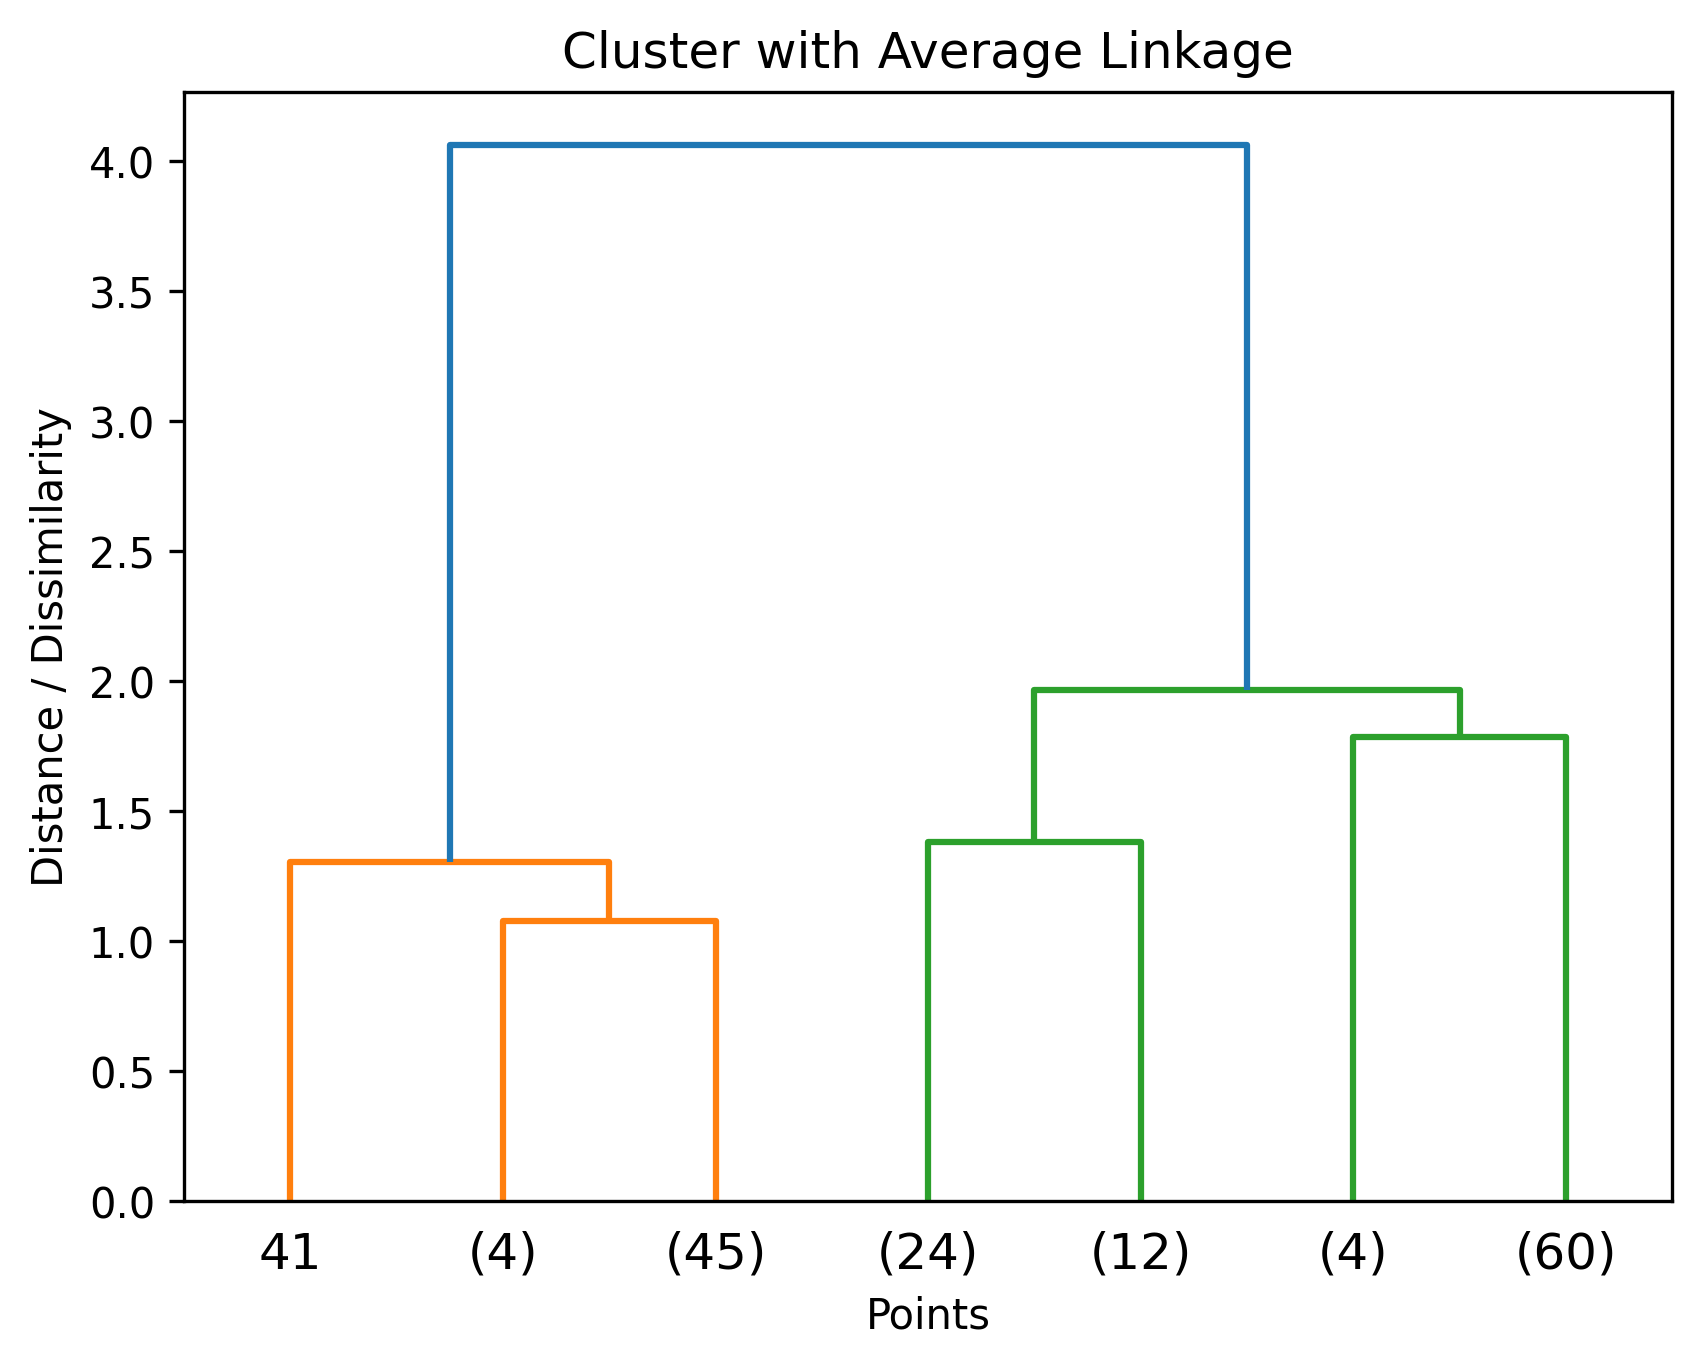 Cluster with Average Linkage
4.0
3.5
3.0
2.5
2.0
1.5
1.0
0.5
0.0
Distance / Dissimilarity
41 (4) (45) (24) (12) (4) (60)
Points